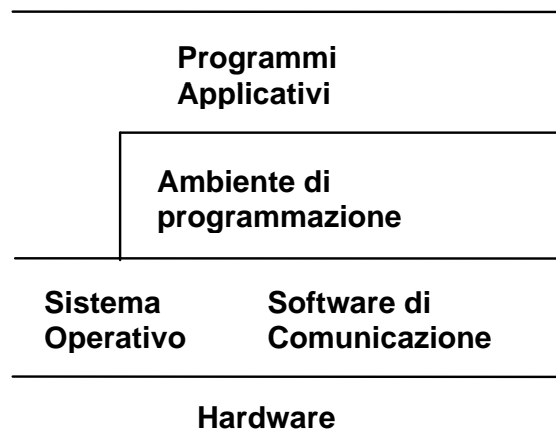 Programmi
Applicativi
Ambiente di
programmazione
Sistema
Operativo
Software di
Comunicazione
Hardware